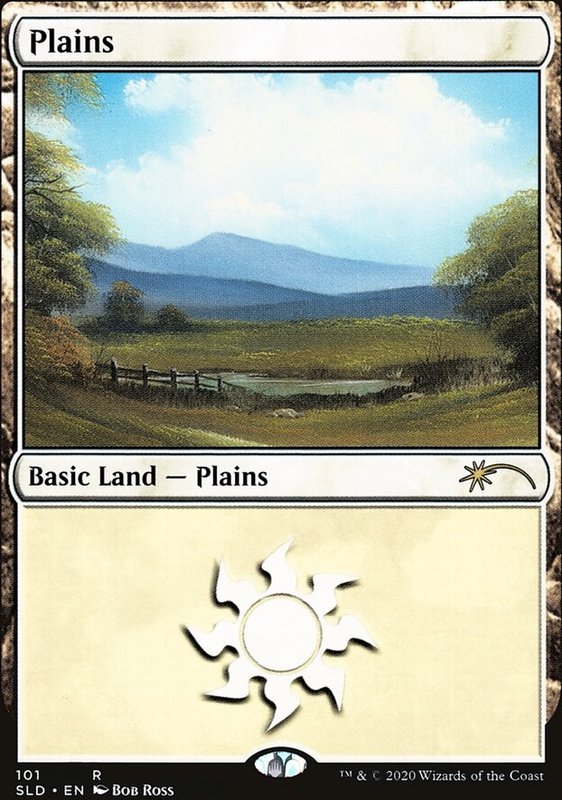 Plains
Basic Land — Plains
101 R
SLD • EN Bob Ross
™ & © 2020 Wizards of the Coast